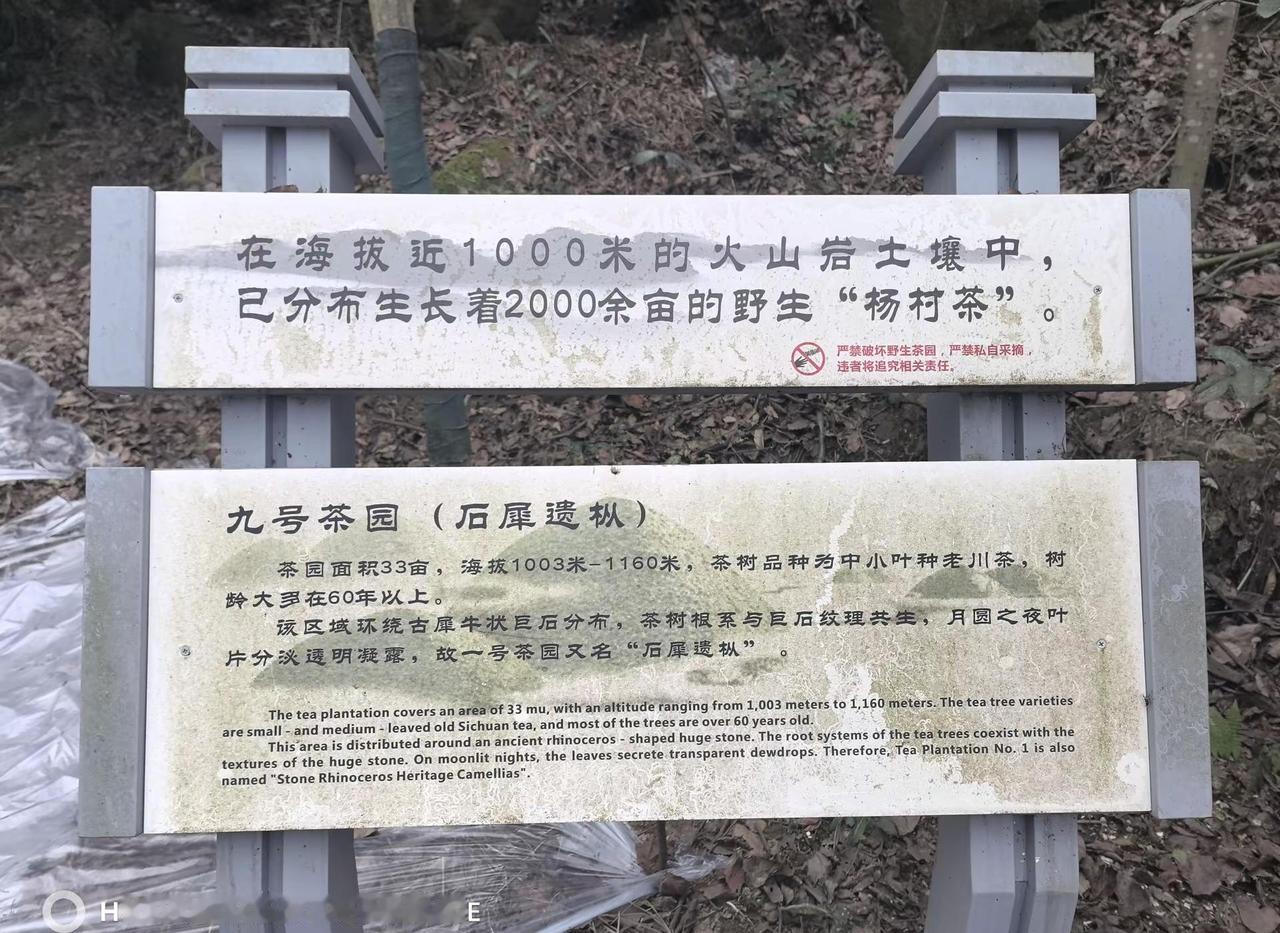 在海拔近1000米的火山岩土壤中，
已分布生长着2000余亩的野生“杨村茶”。
严禁破坏野生茶园，严禁私自采摘，
违者将追究相关责任。
九号茶园（石犀遗枞）
茶园面积33亩，海拔1003米-1160米，茶树品种为中小叶种老川茶，树
龄大多在60年以上。
该区域环绕古犀牛状巨石分布，茶树根系与巨石纹理共生，月圆之夜叶
片分淡透明凝露，故一号茶园又名“石犀遗枞”。
The tea plantation covers an area of 33 mu, with an altitude ranging from 1,003 meters to 1,160 meters. The tea tree varieties
are small - and medium - leaved old Sichuan tea, and most of the trees are over 60 years old.
This area is distributed around an ancient rhinoceros - shaped huge stone. The root systems of the tea trees coexist with the
textures of the huge stone. On moonlit nights, the leaves secrete transparent dewdrops. Therefore, Tea Plantation No. 1 is also
named "Stone Rhinoceros Heritage Camellias".